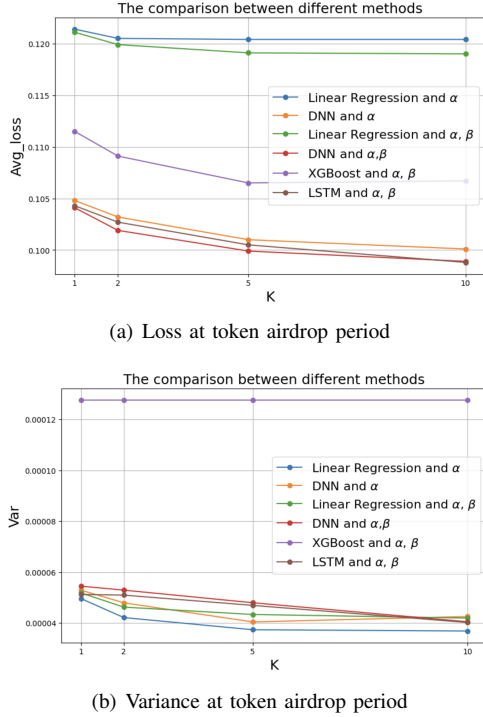 The comparison between different methods
0.120
0.115
0.110
0.105
0.100
Avg_loss
Linear Regression and α
DNN and α
Linear Regression and α, β
DNN and α,β
XGBoost and α, β
LSTM and α, β
1
2
5
10
K
(a) Loss at token airdrop period
The comparison between different methods
0.00012
0.00010
0.00008
0.00006
0.00004
Var
Linear Regression and α
DNN and α
Linear Regression and α, β
DNN and α,β
XGBoost and α, β
LSTM and α, β
1
2
5
10
K
(b) Variance at token airdrop period